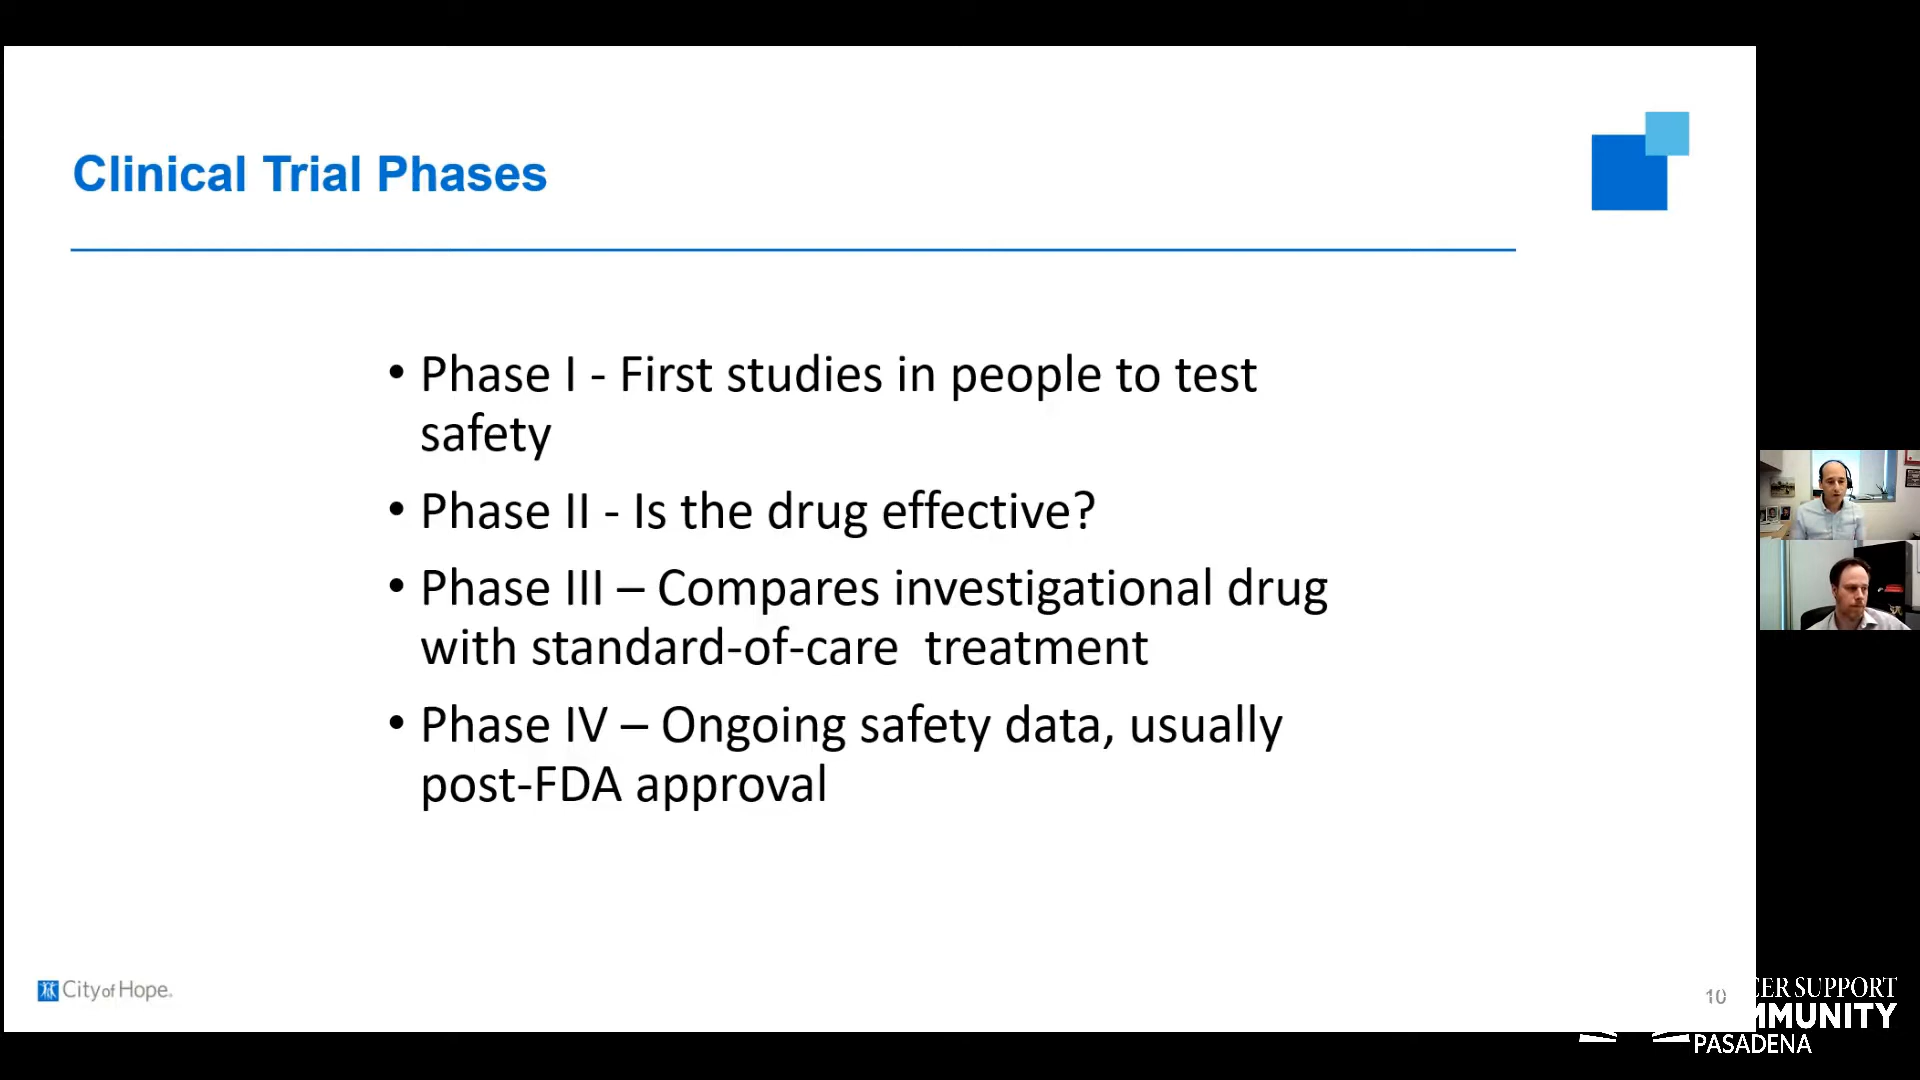 Clinical Trial Phases
• Phase I - First studies in people to test
safety
• Phase II - Is the drug effective?
• Phase III – Compares investigational drug
with standard-of-care  treatment
• Phase IV – Ongoing safety data, usually
post-FDA approval
City of Hope.
10
CER SUPPORT
MMUNITY
PASADENA